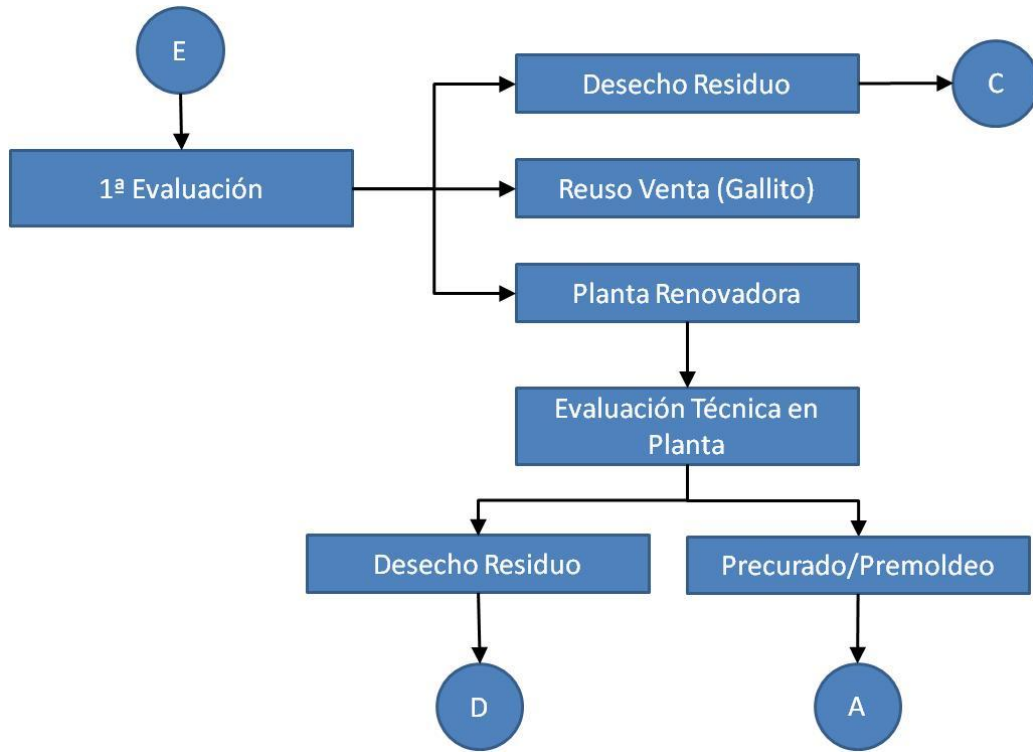 E
Desecho Residuo
C
1ª Evaluación
Reuso Venta (Gallito)
Planta Renovadora
Evaluación Técnica en
Planta
Desecho Residuo
Precurado/Premoldeo
D
A